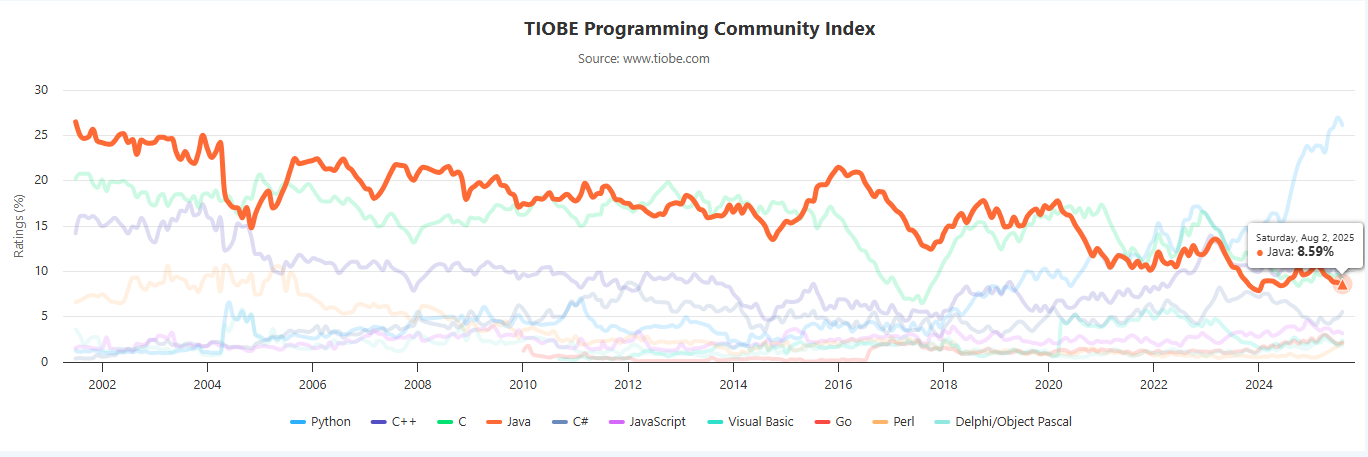 TIOBE Programming Community Index
Source: www.tiobe.com
Ratings (%)
30
25
20
15
10
5
0
Saturday, Aug 2, 2025
Java: 8.59%
2002 2004 2006 2008 2010 2012 2014 2016 2018 2020 2022 2024
Python C++ C Java C# JavaScript Visual Basic Go Perl Delphi/Object Pascal